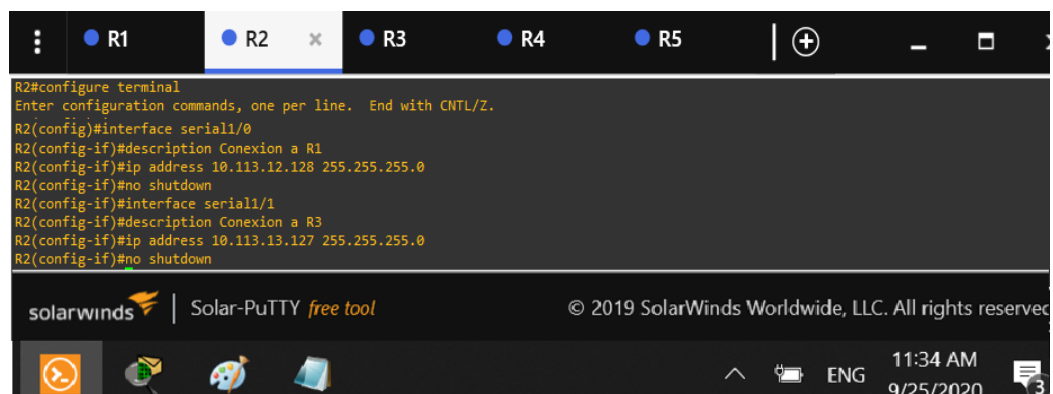 R1
R2
R3
R4
R5
R2#configure terminal
Enter configuration commands, one per line. End with CNTL/Z.
R2(config)#interface serial1/0
R2(config-if)#description Conexion a R1
R2(config-if)#ip address 10.113.12.128 255.255.255.0
R2(config-if)#no shutdown
R2(config-if)#interface serial1/1
R2(config-if)#description Conexion a R3
R2(config-if)#ip address 10.113.13.127 255.255.255.0
R2(config-if)#no shutdown
solarwinds | Solar-PuTTY free tool © 2019 SolarWinds Worldwide, LLC. All rights reserved
11:34 AM
ENG
9/25/2020
3